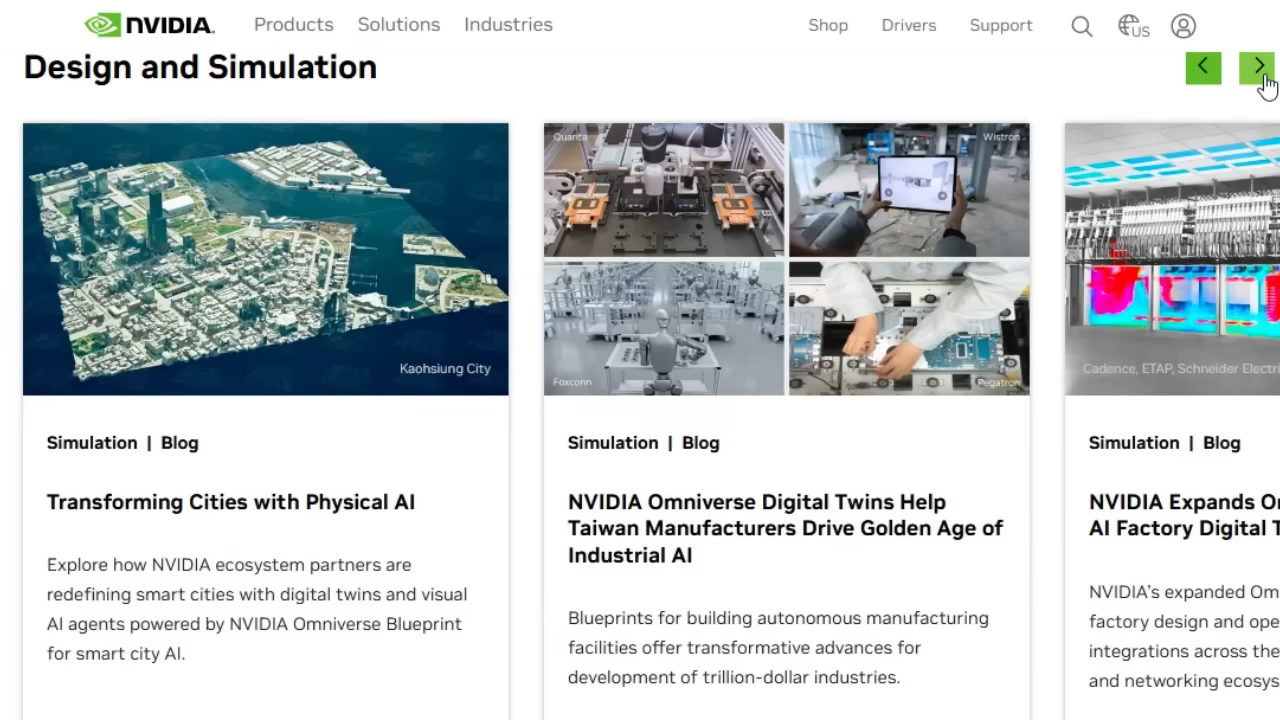 NVIDIA.
Products
Solutions
Industries
Shop
Drivers
Support
US
Design and Simulation
Kaohsiung City
Simulation | Blog
Transforming Cities with Physical AI
Explore how NVIDIA ecosystem partners are
redefining smart cities with digital twins and visual
AI agents powered by NVIDIA Omniverse Blueprint
for smart city AI.
Quanta
Wistron
Foxconn
Pegatron
Simulation | Blog
NVIDIA Omniverse Digital Twins Help
Taiwan Manufacturers Drive Golden Age of
Industrial AI
Blueprints for building autonomous manufacturing
facilities offer transformative advances for
development of trillion-dollar industries.
Cadence, ETAP, Schneider Electri
Simulation | Blog
NVIDIA Expands
AI Factory Digital
NVIDIA's expanded
factory design and
integrations across the
and networking